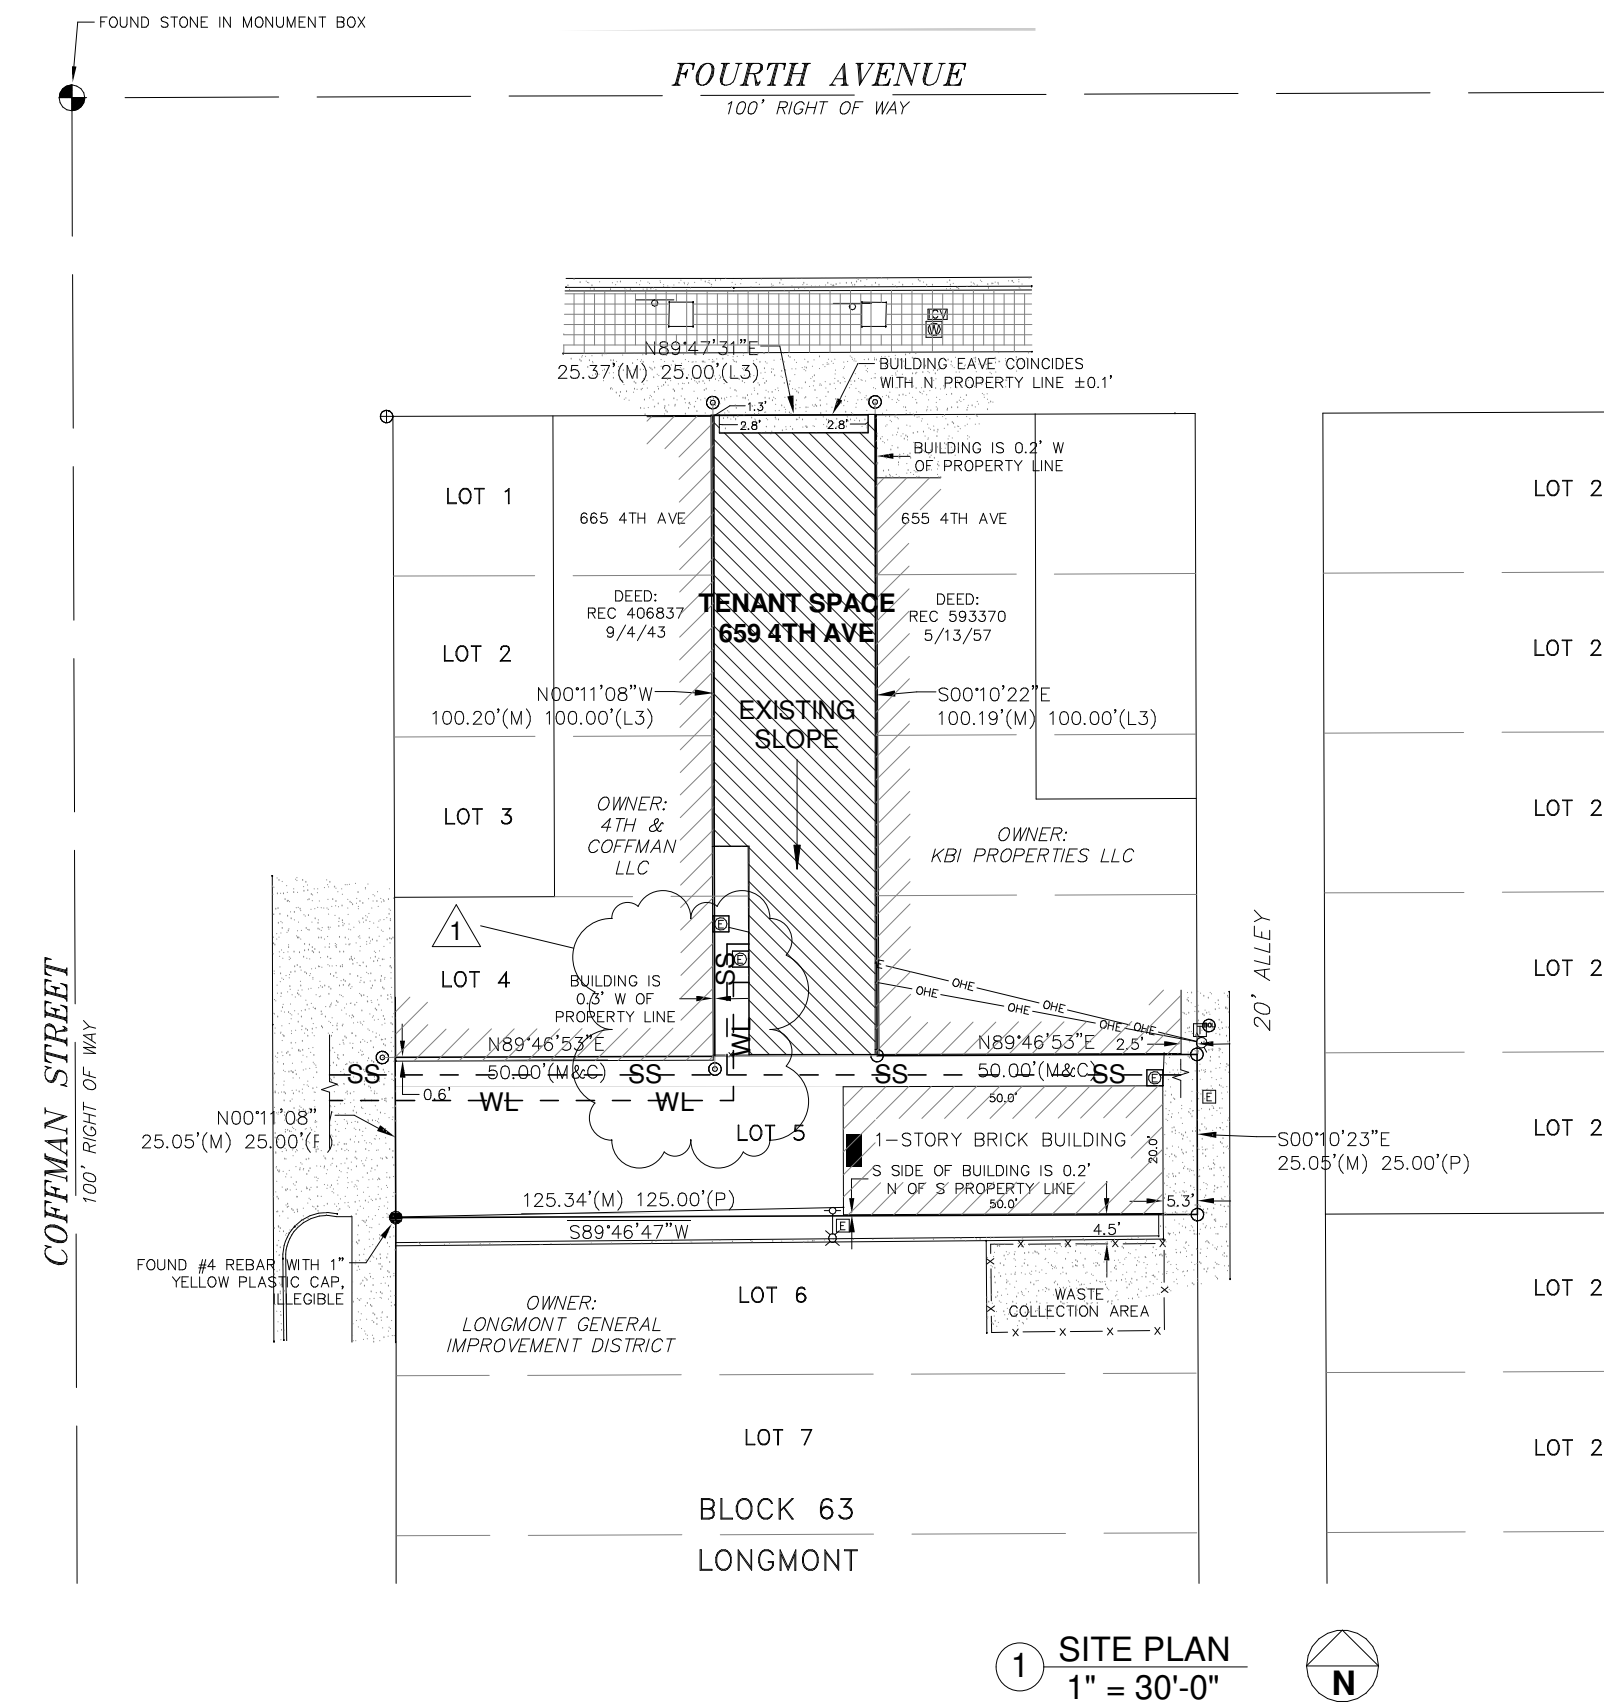 FOUND STONE IN MONUMENT BOX
FOURTH AVENUE
100' RIGHT OF WAY
ICV
W
N89°47'31"E
25.37'(M) 25.00'(L3)
BUILDING EAVE COINCIDES
WITH N PROPERTY LINE ±0.1'
1.3'
2.8'
2.8'
BUILDING IS 0.2' W
OF PROPERTY LINE
LOT 1
665 4TH AVE
655 4TH AVE
LOT 2
DEED:
REC 406837
9/4/43
TENANT SPACE
659 4TH AVE
DEED:
REC 593370
5/13/57
LOT 2
LOT 2
N00°11'08"W
100.20'(M) 100.00'(L3)
EXISTING
SLOPE
S00°10'22"E
100.19'(M) 100.00'(L3)
LOT 3
OWNER:
4TH &
COFFMAN
LLC
OWNER:
KBI PROPERTIES LLC
LOT 2
1
E
LOT 4
BUILDING IS
0.3' W OF
PROPERTY LINE
SS
E
WL
E
OHE
OHE
OHE
OHE
OHE
20' ALLEY
LOT 2
COFFMAN STREET
100' RIGHT OF WAY
N89°46'53"E
50.00'(M&C)
N89°46'53"E
50.00'(M&C)
2.5'
T
SS
SS
SS
SS
E
E
0.6'
WL
WL
50.0'
N00°11'08"
25.05'(M) 25.00'(
LOT 5
1-STORY BRICK BUILDING
20.0'
S SIDE OF BUILDING IS 0.2'
N OF S PROPERTY LINE
50.0'
S00°10'23"E
25.05'(M) 25.00'(P)
LOT 2
125.34'(M) 125.00'(P)
S89°46'47"W
E
5.3'
4.5'
FOUND #4 REBAR WITH 1"
YELLOW PLASTIC CAP,
ILLEGIBLE
LOT 6
OWNER:
LONGMONT GENERAL
IMPROVEMENT DISTRICT
X X X X
X X X
WASTE
COLLECTION AREA
X X X X
LOT 2
LOT 7
LOT 2
BLOCK 63
LONGMONT
1
SITE PLAN
1" = 30'-0"
N